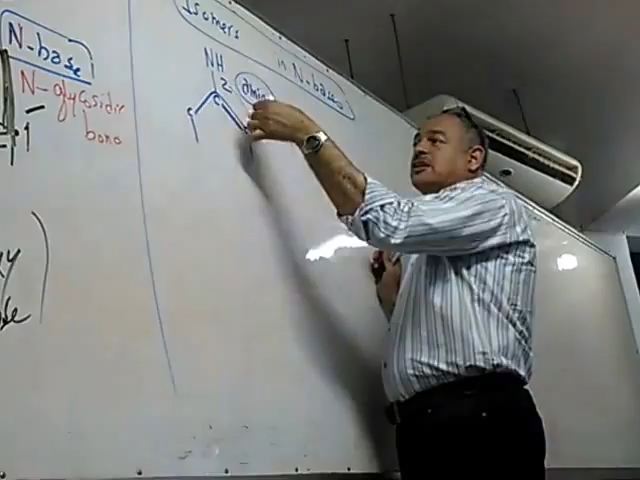 N-base
N-glycosidic
bond
Isomers
in N-bases
NH
2
amino
C
C